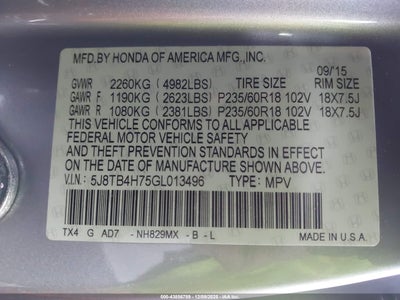 MFD.BY HONDA OF AMERICA MFG.,INC.
09/15
GVWR 2260KG (4982LBS) TIRE SIZE RIM SIZE
GAWR F 1190KG (2623LBS) P235/60R18 102V 18X7.5J
GAWR R 1080KG (2381LBS) P235/60R18 102V 18X7.5J
THIS VEHICLE CONFORMS TO ALL APPLICABLE
FEDERAL MOTOR VEHICLE SAFETY
AND THEFT PREVENTION STANDARDS IN EFFECT
ON THE DATE OF MANUFACTURE SHOWN ABOVE.
V.I.N: 5J8TB4H75GL013496 TYPE: MPV
TX4 G AD7 -NH829MX -B-L MADE IN U.S.A.